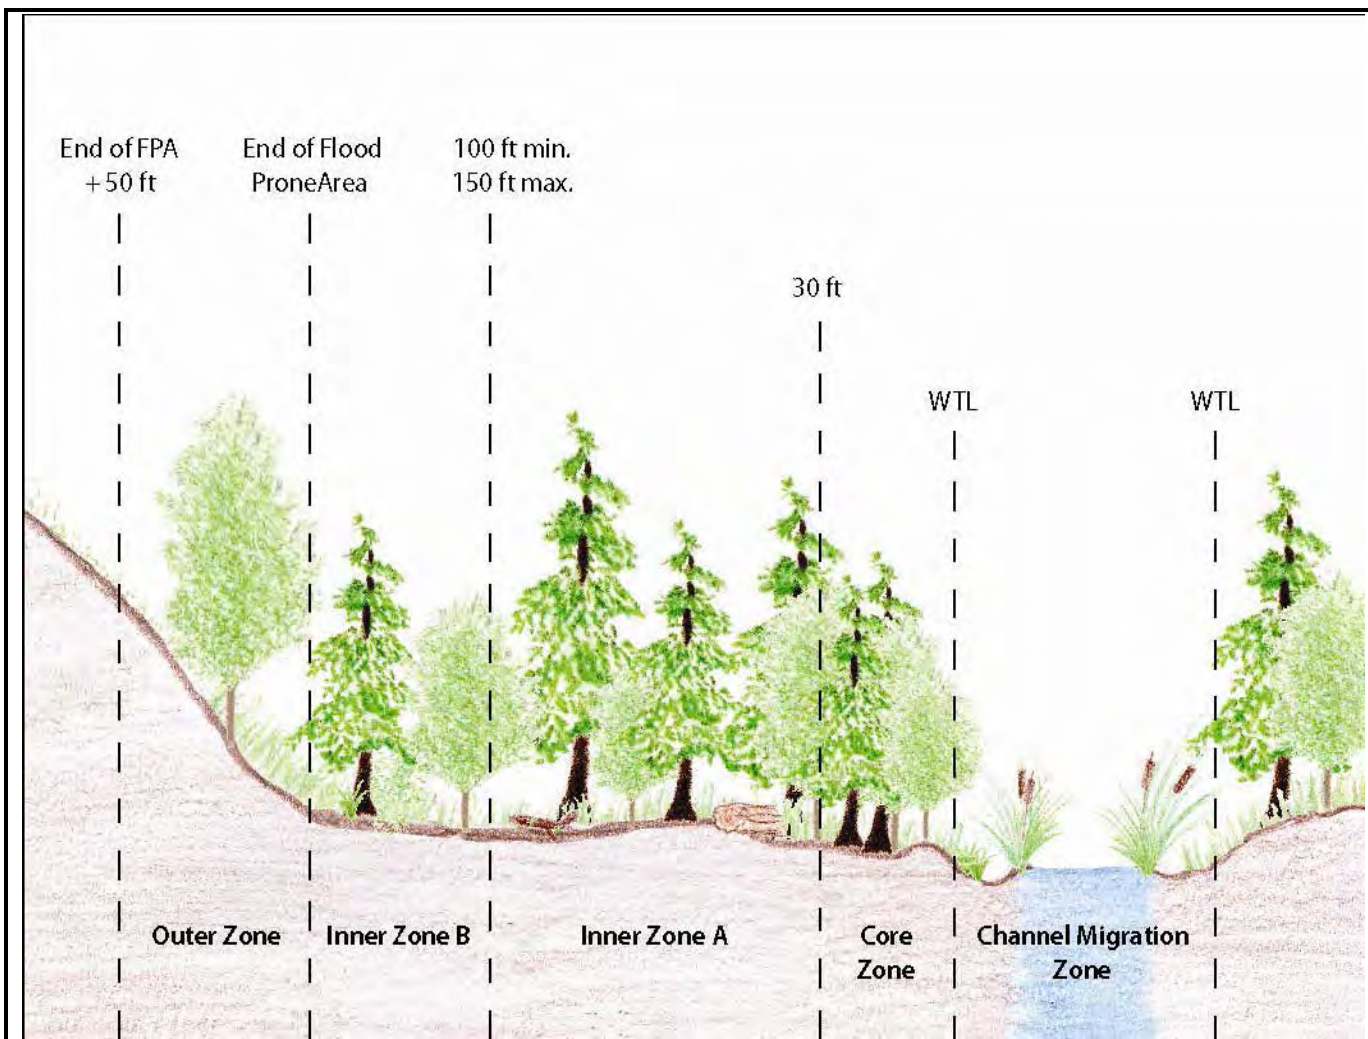 End of FPA
+50 ft
End of Flood
ProneArea
100 ft min.
150 ft max.
30 ft
WTL
WTL
Outer Zone
Inner Zone B
Inner Zone A
Core
Zone
Channel Migration
Zone